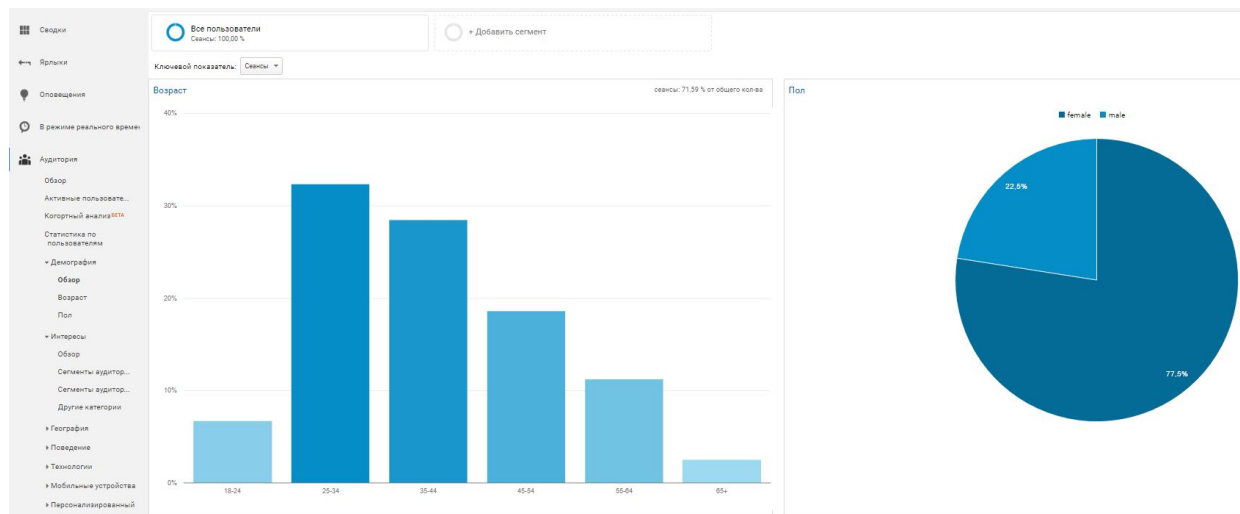 Сводки
Ярлыки
Оповещения
В режиме реального времен
Аудитория
Обзор
Активные пользовате...
Когортный анализ БЕТА
Статистика по
пользователям
Демография
Обзор
Возраст
Пол
Интересы
Обзор
Сегменты аудитор...
Сегменты аудитор...
Другие категории
География
Поведение
Технологии
Мобильные устройства
Персонализированный
Все пользователи
Сеансы: 100,00 %
+ Добавить сегмент
Ключевой показатель: Сеансы
Возраст
сеансы: 71,59 % от общего кол-ва
40%
30%
20%
10%
0%
18-24
25-34
35-44
45-54
55-64
65+
Пол
female
male
22,5%
77,5%